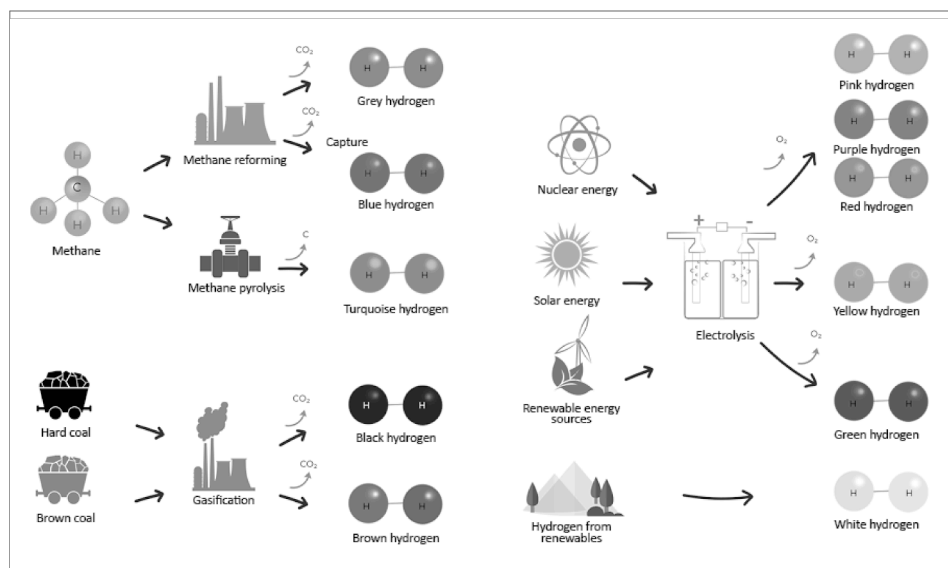 CO2
H H
Grey hydrogen
Methane reforming
CO2
Capture
H H
Blue hydrogen
H
C
H H
H
Methane
C
Methane pyrolysis
H H
Turquoise hydrogen
Hard coal
Brown coal
Gasification
CO2
H H
Black hydrogen
CO2
H H
Brown hydrogen
Nuclear energy
Solar energy
Renewable energy
sources
+ −
Electrolysis
O2
H H
Pink hydrogen
H H
Purple hydrogen
H H
Red hydrogen
O2
H H
Yellow hydrogen
O2
H H
Green hydrogen
Hydrogen from
renewables
H H
White hydrogen